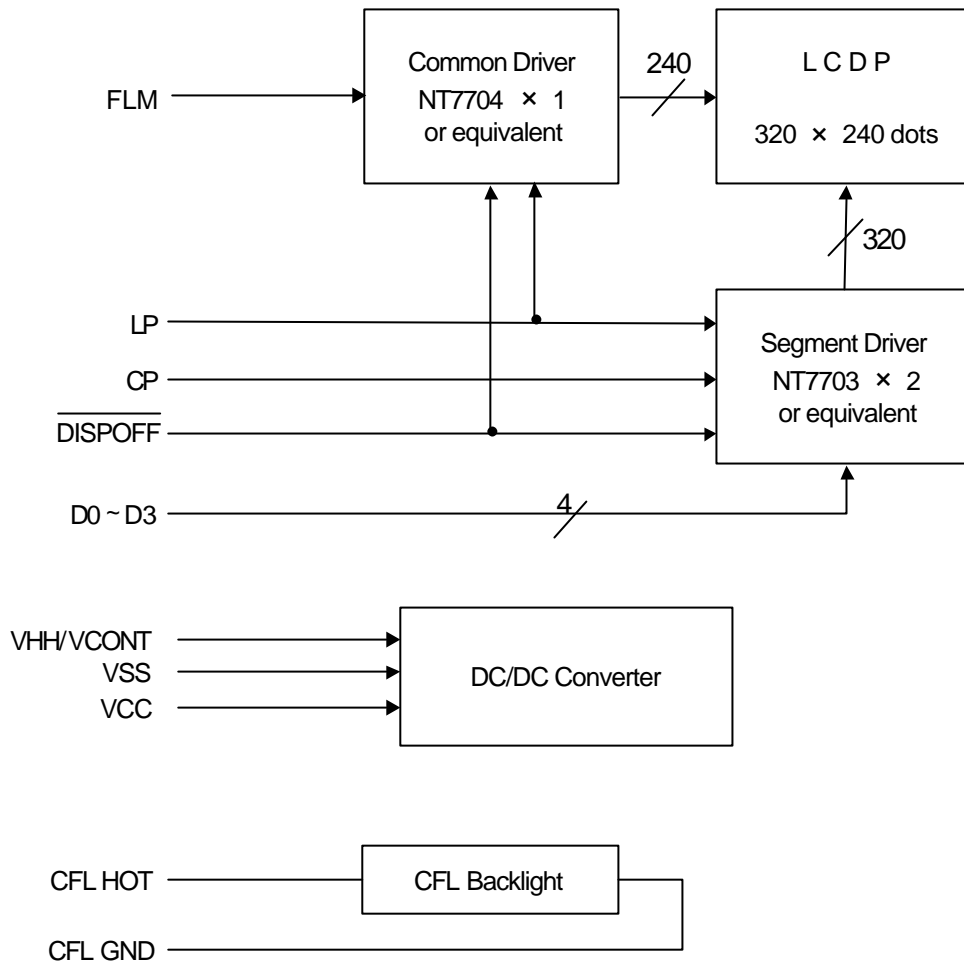 FLM
Common Driver
NT7704 × 1
or equivalent
240
L C D P
320 × 240 dots
320
LP
CP
DISPOFF
D0 ~ D3
4
Segment Driver
NT7703 × 2
or equivalent
VHH/VCONT
VSS
VCC
DC/DC Converter
CFL HOT
CFL Backlight
CFL GND